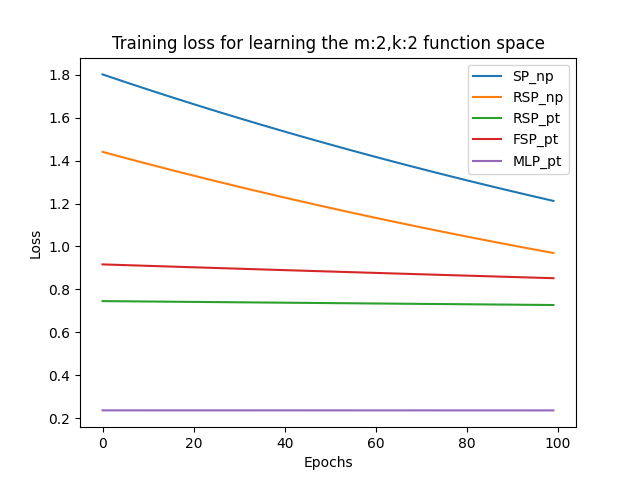 Training loss for learning the m:2,k:2 function space
SP_np
RSP_np
RSP_pt
FSP_pt
MLP_pt
Loss
1.8
1.6
1.4
1.2
1.0
0.8
0.6
0.4
0.2
0 20 40 60 80 100
Epochs